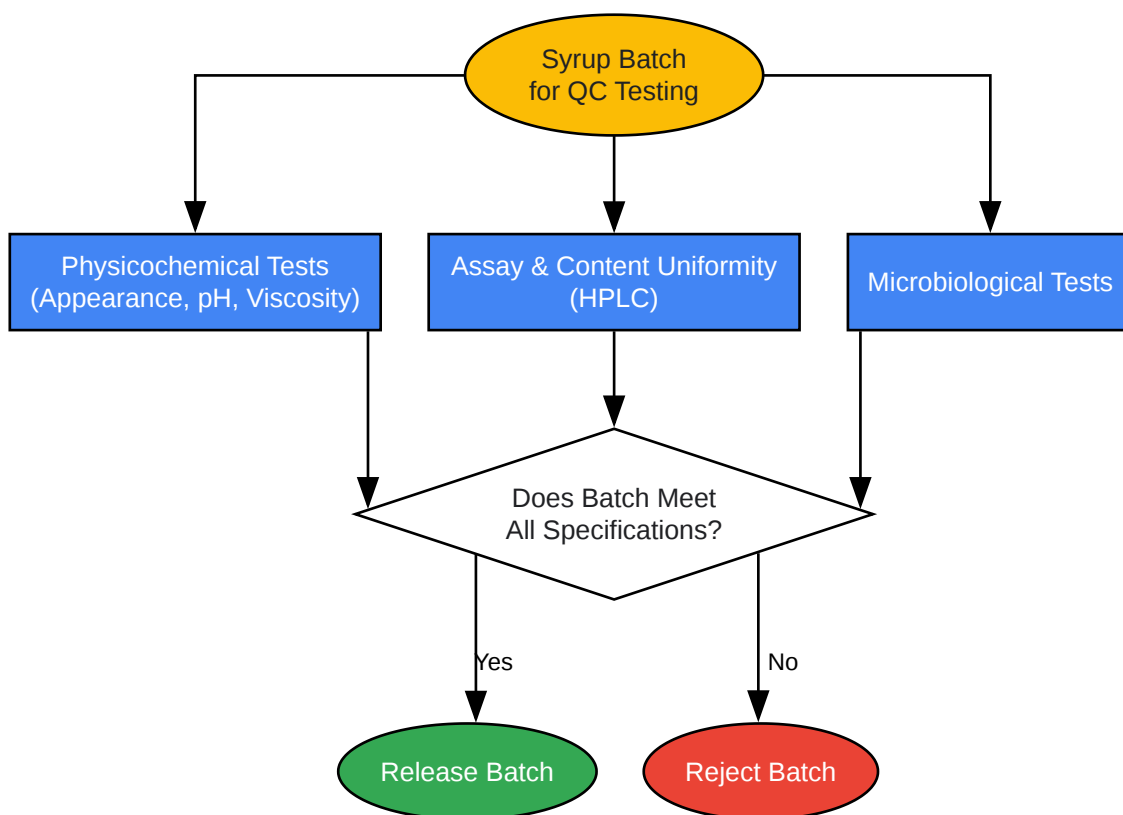 Syrup Batch
for QC Testing
Physicochemical Tests
(Appearance, pH, Viscosity)
Assay & Content Uniformity
(HPLC)
Microbiological Tests
Does Batch Meet
All Specifications?
Yes
No
Release Batch
Reject Batch